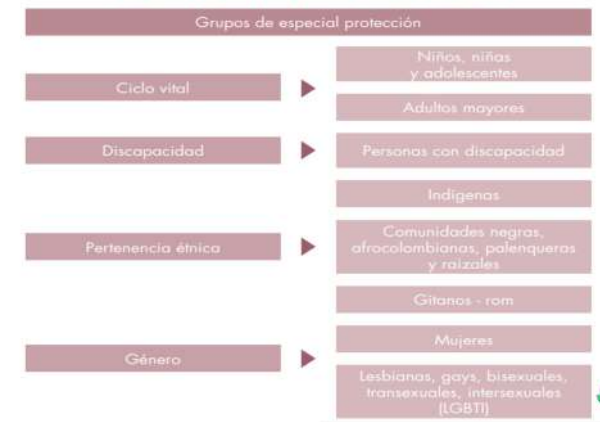 Grupos de especial protección
Ciclo vital
Niños, niñas
y adolescentes
Adultos mayores
Discapacidad
Personas con discapacidad
Pertenencia étnica
Indígenas
Comunidades negras,
afrocolombianas, palenqueras
y raizales
Gitanos - rom
Género
Mujeres
Lesbianas, gays, bisexuales,
transexuales, intersexuales
(LGBTI)